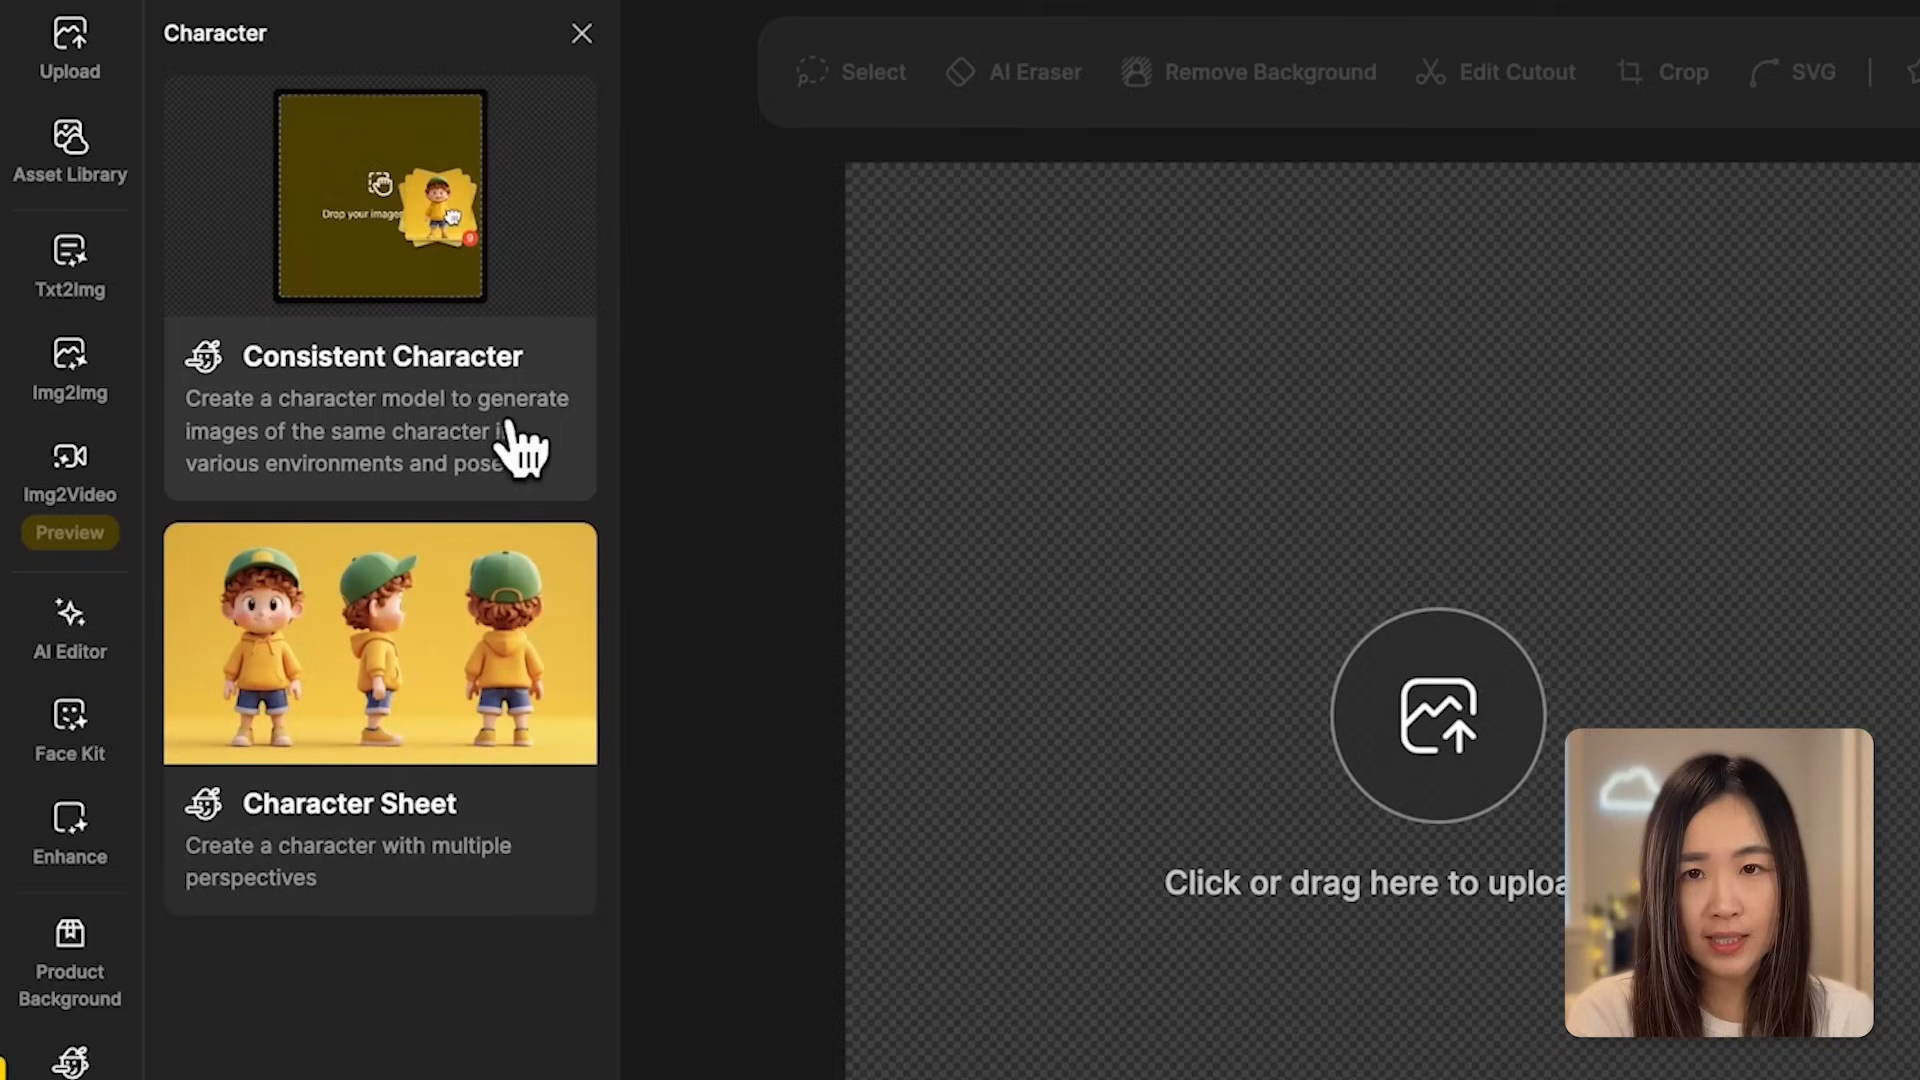 Upload
Asset Library
Txt2Img
Img2Img
Img2Video
Preview
AI Editor
Face Kit
Enhance
Product
Background
Character
Drop your images
9
Consistent Character
Create a character model to generate
images of the same character
various environments and pose
Character Sheet
Create a character with multiple
perspectives
Select
AI Eraser
Remove Background
Edit Cutout
Crop
SVG
Click or drag here to uploa